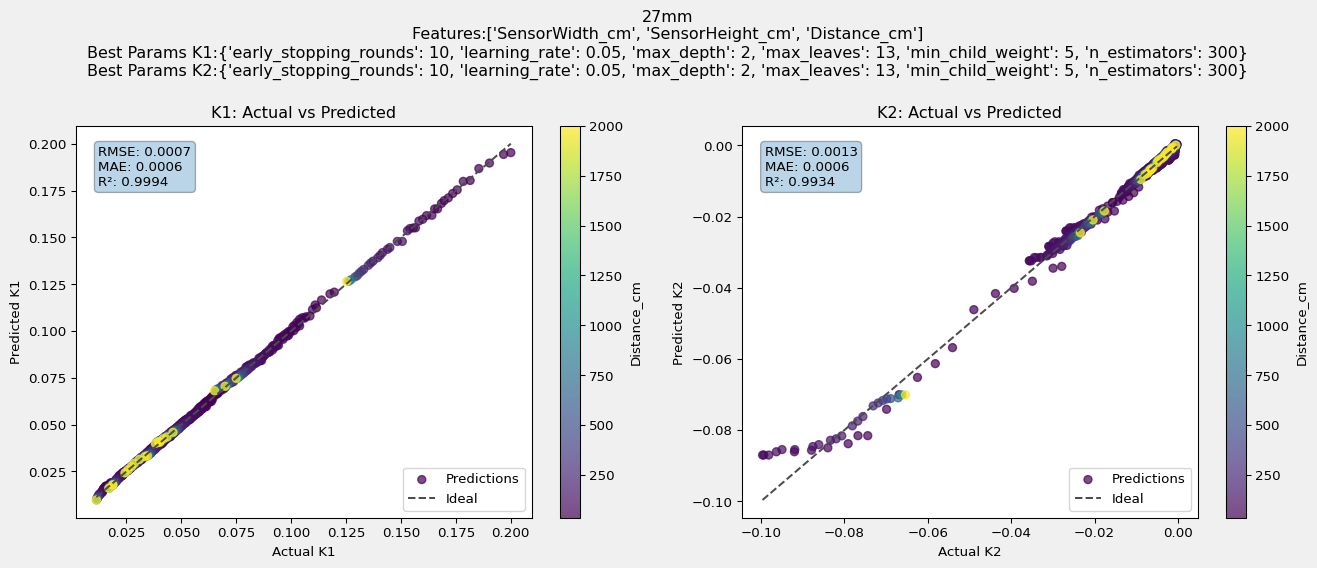 27mm
Features:['SensorWidth_cm', 'SensorHeight_cm', 'Distance_cm']
Best Params K1:{'early_stopping_rounds': 10, 'learning_rate': 0.05, 'max_depth': 2, 'max_leaves': 13, 'min_child_weight': 5, 'n_estimators': 300}
Best Params K2:{'early_stopping_rounds': 10, 'learning_rate': 0.05, 'max_depth': 2, 'max_leaves': 13, 'min_child_weight': 5, 'n_estimators': 300}
K1: Actual vs Predicted
RMSE: 0.0007
MAE: 0.0006
R²: 0.9994
0.200
0.175
0.150
0.125
0.100
0.075
0.050
0.025
Predicted K1
0.025
0.050
0.075
0.100
0.125
0.150
0.175
0.200
Actual K1
Predictions
Ideal
2000
1750
1500
1250
1000
750
500
250
Distance_cm
K2: Actual vs Predicted
RMSE: 0.0013
MAE: 0.0006
R²: 0.9934
0.00
−0.02
−0.04
−0.06
−0.08
−0.10
Predicted K2
−0.10
−0.08
−0.06
−0.04
−0.02
0.00
Actual K2
Predictions
Ideal
2000
1750
1500
1250
1000
750
500
250
Distance_cm